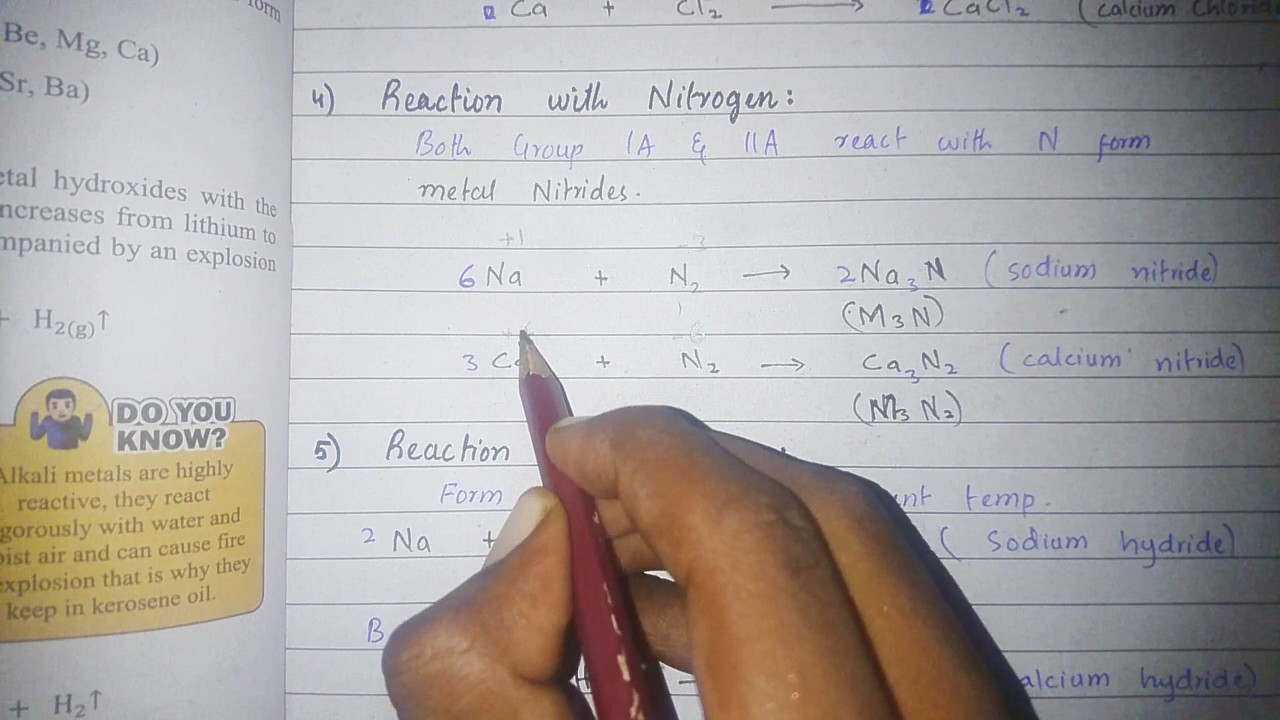 form
Be, Mg, Ca)
Sr, Ba)
etal hydroxides with the
ncreases from lithium to
mpanied by an explosion
+ H2(g)↑
DO YOU
KNOW?
Alkali metals are highly
reactive, they react
gorously with water and
oist air and can cause fire
explosion that is why they
keep in kerosene oil.
+ H2↑
Ca + Cl2 → CaCl2 (calcium Chloride
4) Reaction with Nitrogen:
Both Group IA & IIA react with N form
metal Nitrides.
+1 -3
6 Na + N2 → 2Na3N (sodium nitride)
(M3N)
3 Ca + N2 → Ca3N2 (calcium nitride)
(M3N2)
5) Reaction
Form temp.
2 Na + ( Sodium hydride)
B
alcium hydride)